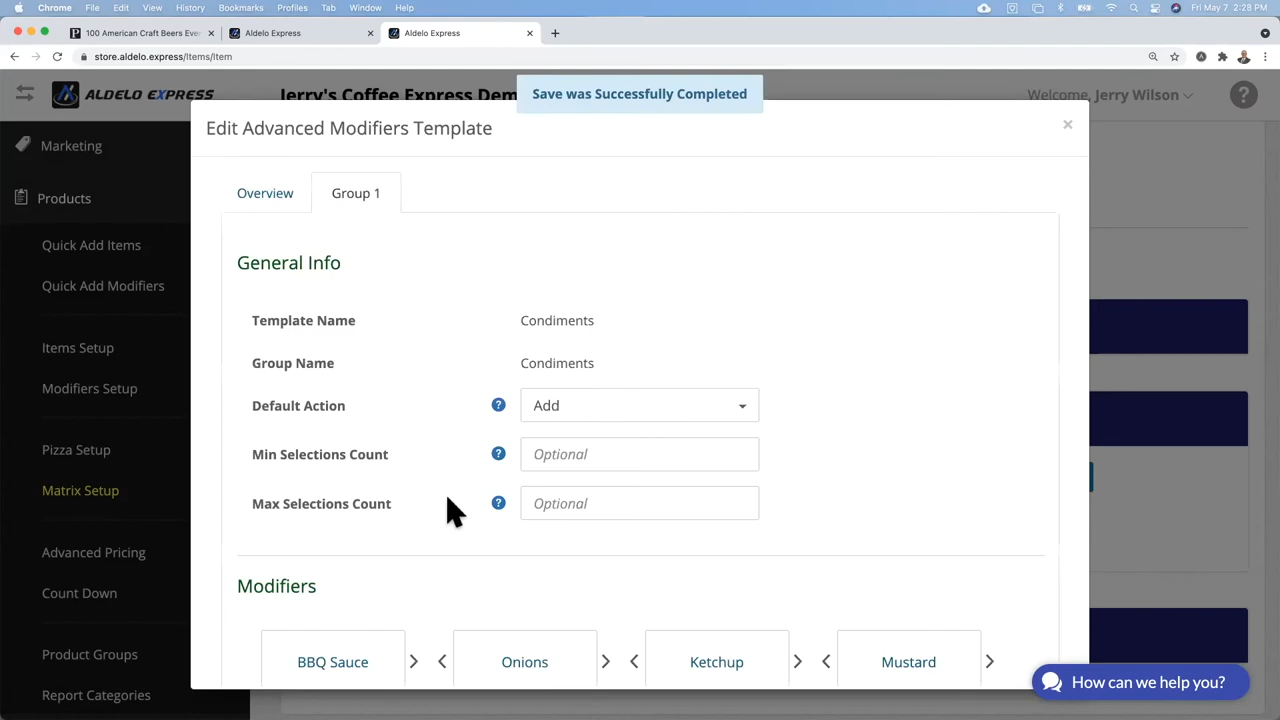 Chrome File Edit View History Bookmarks Profiles Tab Window Help Fri May 7 2:28 PM
100 American Craft Beers Eve × Aldelo Express × Aldelo Express × +
store.aldelo.express/Items/Item
ALDELO EXPRESS
Jerry's Coffee Express Dem
Save was Successfully Completed
Welcome, Jerry Wilson
?
Marketing
Products
Quick Add Items
Quick Add Modifiers
Items Setup
Modifiers Setup
Pizza Setup
Matrix Setup
Advanced Pricing
Count Down
Product Groups
Report Categories
Edit Advanced Modifiers Template ×
Overview Group 1
General Info
Template Name Condiments
Group Name Condiments
Default Action ? Add
Min Selections Count ? Optional
Max Selections Count ? Optional
Modifiers
BBQ Sauce > < Onions > < Ketchup > < Mustard >
How can we help you?